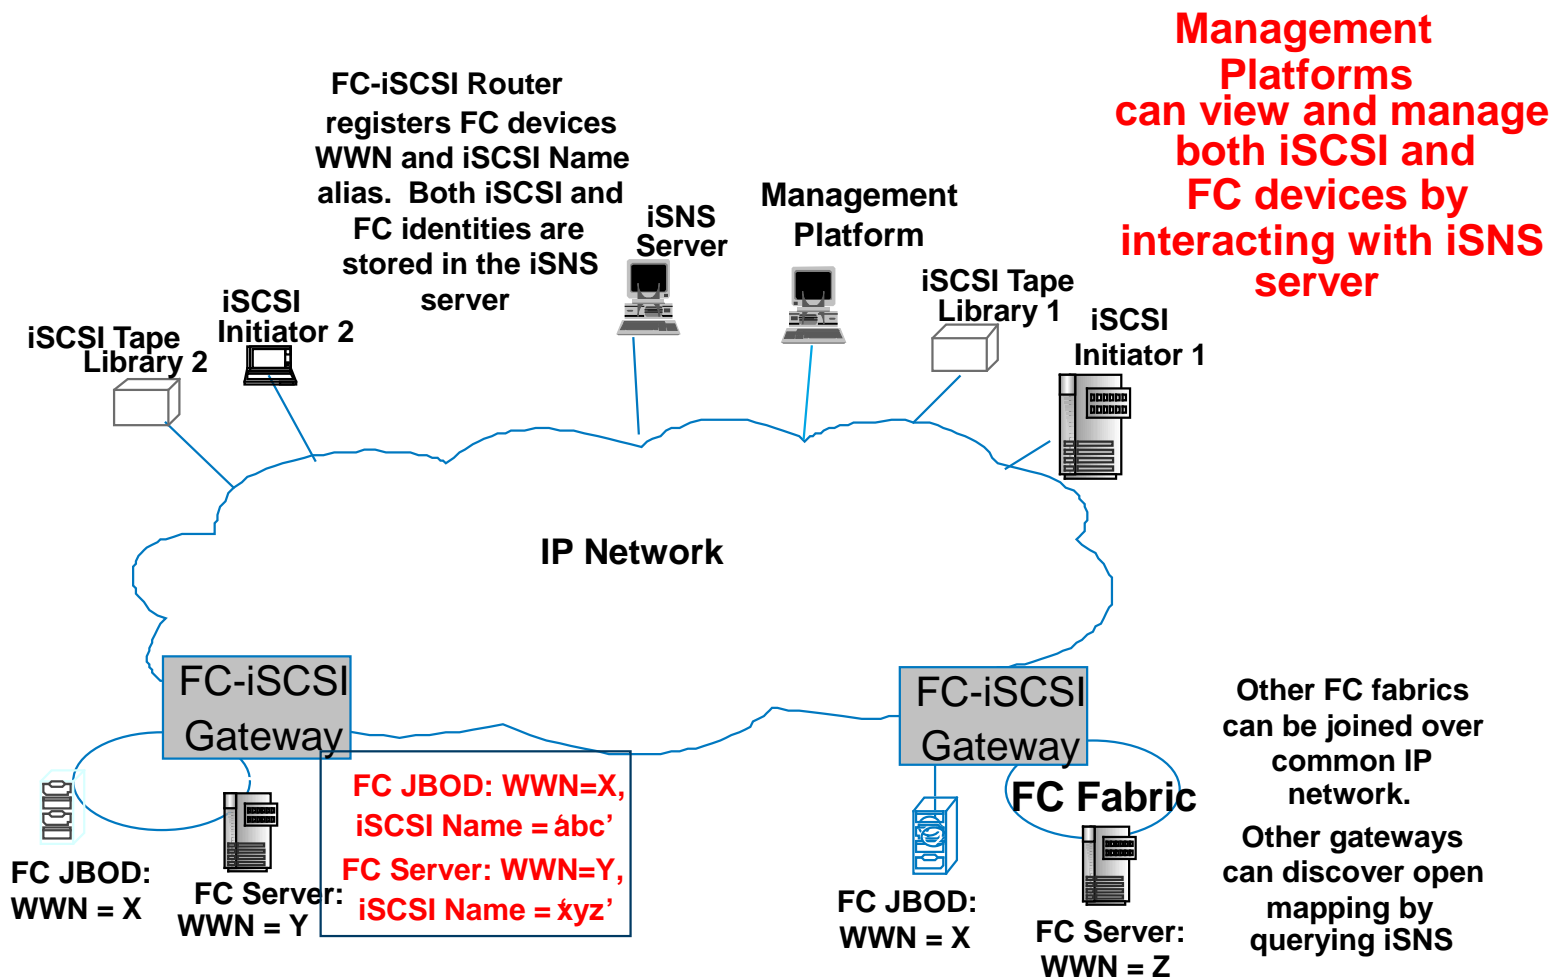 Management
Platforms
can view and manage
both iSCSI and
FC devices by
interacting with iSNS
server
FC-iSCSI Router
registers FC devices
WWN and iSCSI Name
alias. Both iSCSI and
FC identities are
stored in the iSNS
server
iSNS
Server
Management
Platform
iSCSI Tape
Library 1
iSCSI
Initiator 1
iSCSI
Initiator 2
iSCSI Tape
Library 2
IP Network
FC-iSCSI
Gateway
FC-iSCSI
Gateway
FC JBOD: WWN=X,
iSCSI Name = ‘abc’
FC Server: WWN=Y,
iSCSI Name = ‘xyz’
FC JBOD:
WWN = X
FC Server:
WWN = Y
FC Fabric
FC JBOD:
WWN = X
FC Server:
WWN = Z
Other FC fabrics
can be joined over
common IP
network.
Other gateways
can discover open
mapping by
querying iSNS